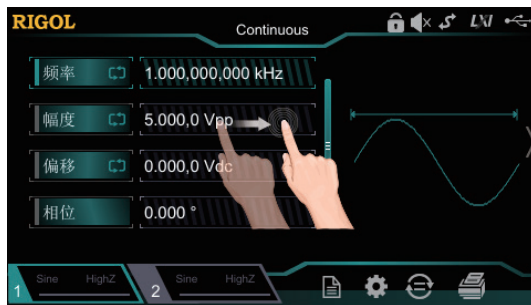 RIGOL Continuous LXI
频率 1.000,000,000 kHz
幅度 5.000,0 Vpp
偏移 0.000,0 Vdc
相位 0.000 °
1 Sine HighZ 2 Sine HighZ